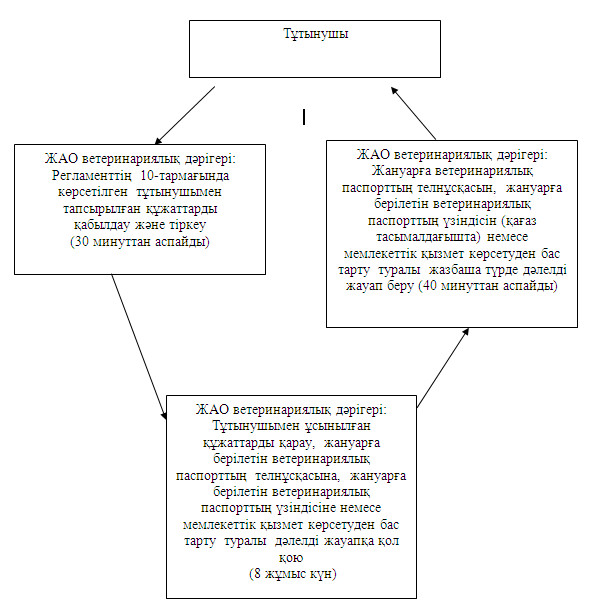 Тұтынушы
ЖАО ветеринариялық дәрігері:
Регламенттің 10-тармағында
көрсетілген тұтынушымен
тапсырылған құжаттарды
қабылдау және тіркеу
(30 минуттан аспайды)
ЖАО ветеринариялық дәрігері:
Жануарға ветеринариялық
паспорттың телнұсқасын, жануарға
берілетін ветеринариялық
паспорттың үзіндісін (қағаз
тасымалдағышта) немесе
мемлекеттік қызмет көрсетуден бас
тарту туралы жазбаша түрде дәлелді
жауап беру (40 минуттан аспайды)
ЖАО ветеринариялық дәрігері:
Тұтынушымен ұсынылған
құжаттарды қарау, жануарға
берілетін ветеринариялық
паспорттың телнұсқасына, жануарға
берілетін ветеринариялық
паспорттың үзіндісіне немесе
мемлекеттік қызмет көрсетуден бас
тарту туралы дәлелді жауапқа қол
қою
(8 жұмыс күн)